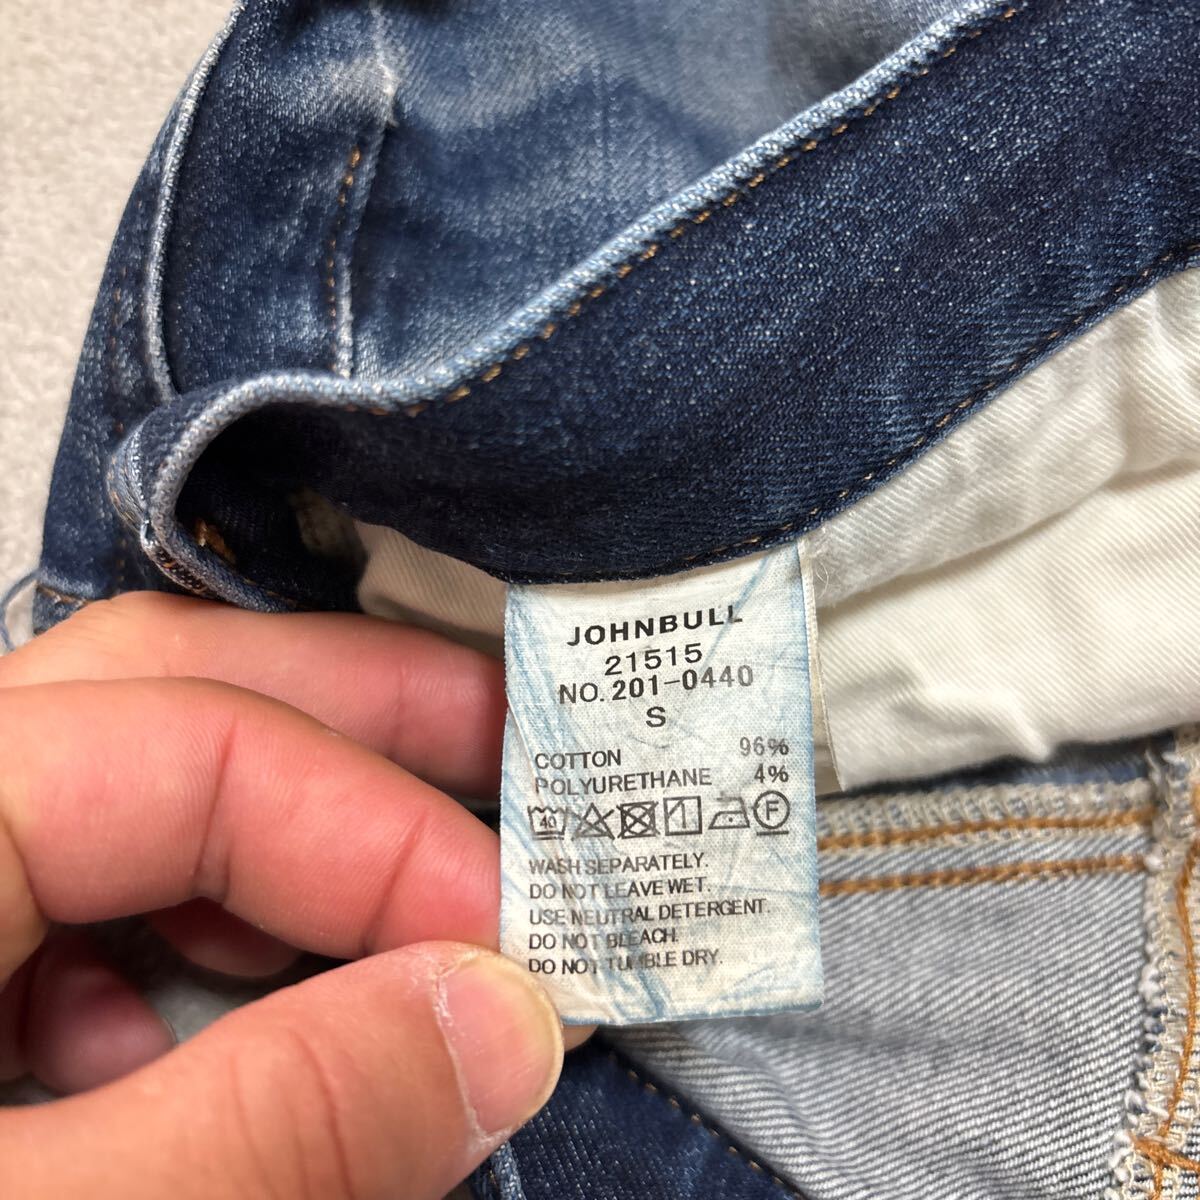 JOHNBULL
21515
NO. 201-0440
S
COTTON 96%
POLYURETHANE 4%
40 F
WASH SEPARATELY.
DO NOT LEAVE WET.
USE NEUTRAL DETERGENT.
DO NOT BLEACH.
DO NOT TUMBLE DRY.